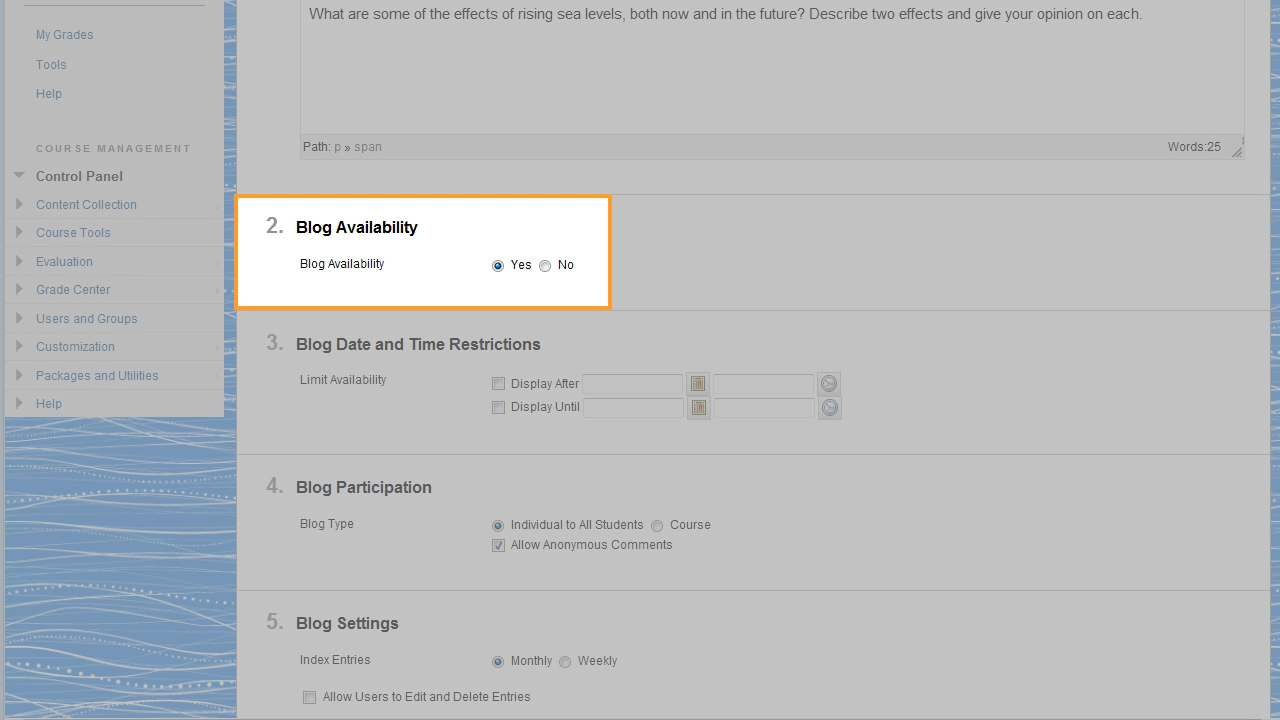 My Grades
Tools
Help
COURSE MANAGEMENT
Control Panel
Content Collection
Course Tools
Evaluation
Grade Center
Users and Groups
Customization
Packages and Utilities
Help
What are some of the effects of rising sea levels, both now and in the future? Describe two effects and give your opinion on each.
Path: p » span Words:25
2. Blog Availability
Blog Availability Yes No
3. Blog Date and Time Restrictions
Limit Availability Display After
Display Until
4. Blog Participation
Blog Type Individual to All Students Course
Allow Anonymous Comments
5. Blog Settings
Index Entries Monthly Weekly
Allow Users to Edit and Delete Entries